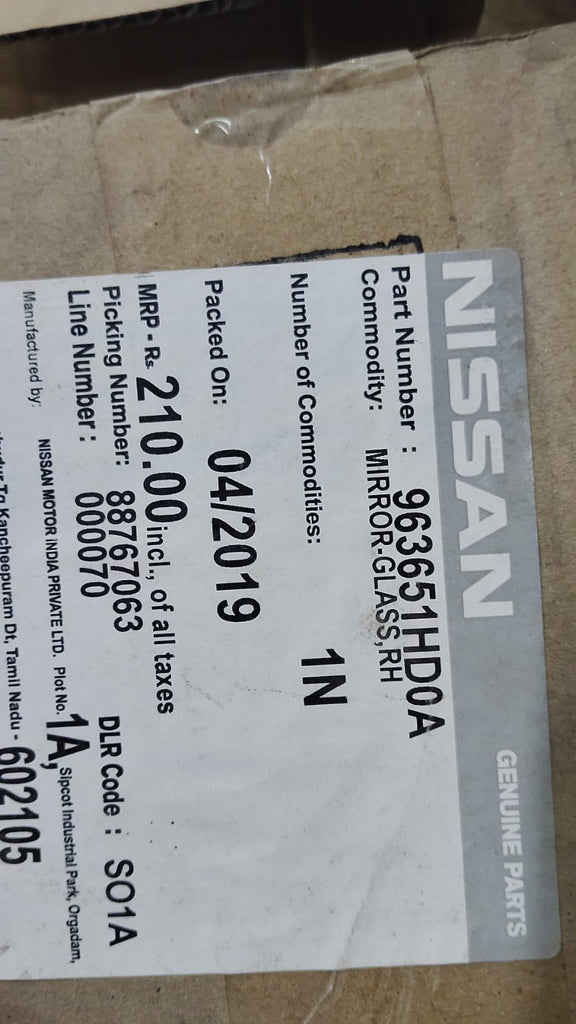 NISSAN GENUINE PARTS
Part Number : 963651HD0A
Commodity: MIRROR-GLASS,RH
Number of Commodities: 1N
Packed On: 04/2019
MRP - Rs. 210.00 incl., of all taxes
Picking Number: 88767063 DLR Code : SO1A
Line Number : 000070
Manufactured by: NISSAN MOTOR INDIA PRIVATE LTD. Plot No. 1A, Sipcot Industrial Park, Orgadam,
Kancheepuram Dt, Tamil Nadu - 602105